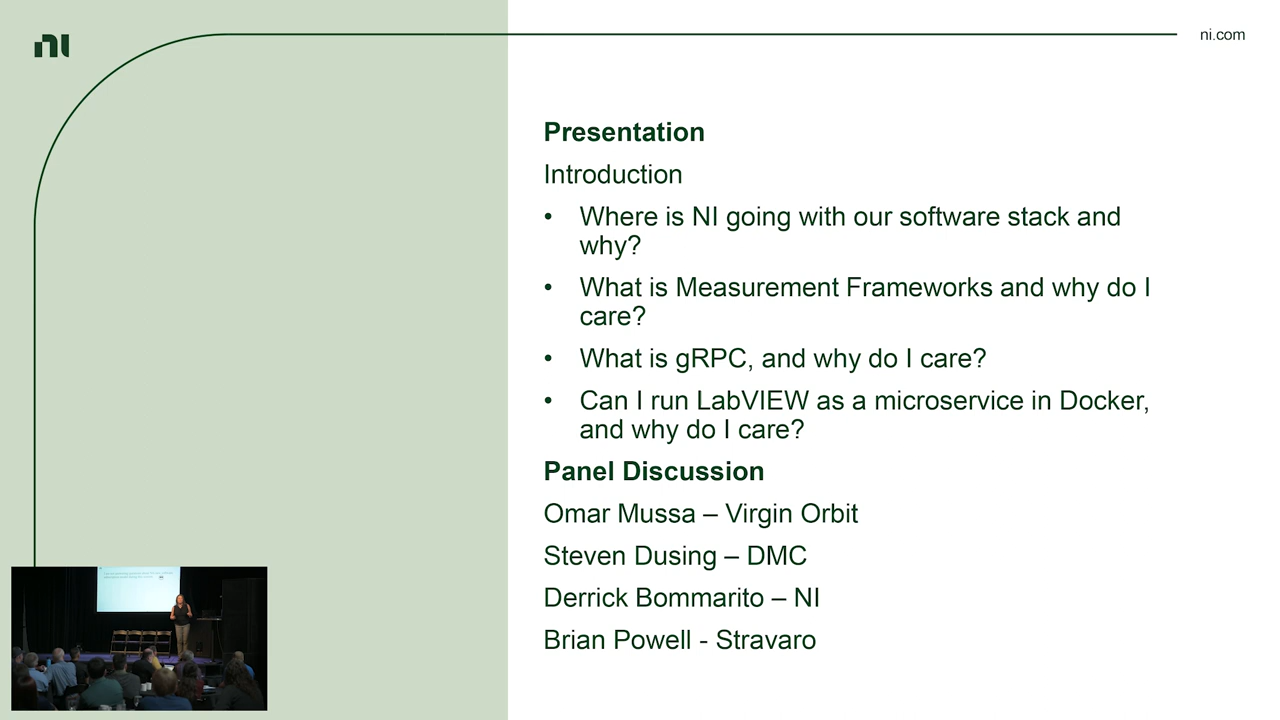 ni
ni.com
Presentation
Introduction
• Where is NI going with our software stack and
why?
• What is Measurement Frameworks and why do I
care?
• What is gRPC, and why do I care?
• Can I run LabVIEW as a microservice in Docker,
and why do I care?
Panel Discussion
Omar Mussa – Virgin Orbit
Steven Dusing – DMC
Derrick Bommarito – NI
Brian Powell - Stravaro